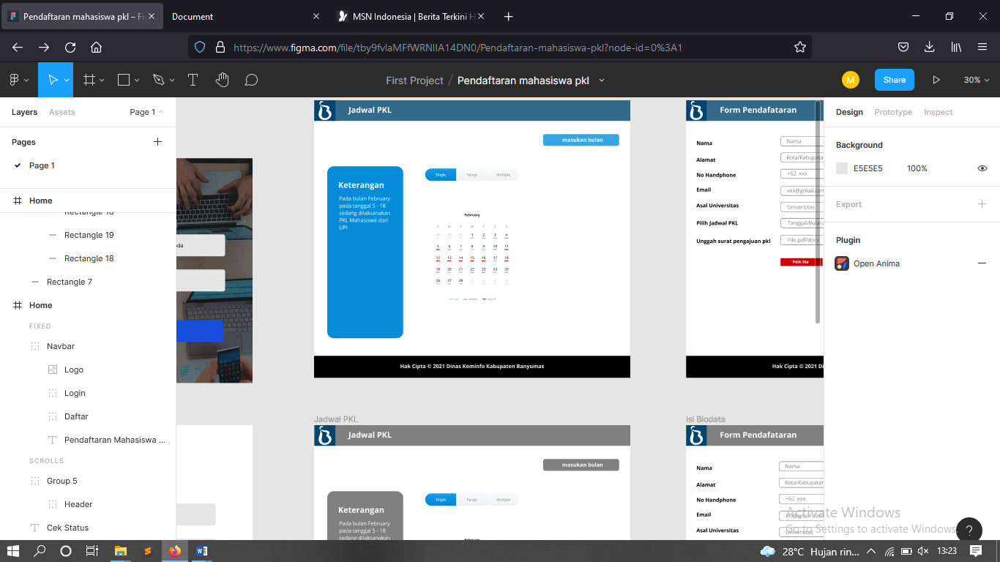 Pendaftaran mahasiswa pkl – Fig
Document
MSN Indonesia | Berita Terkini H
https://www.figma.com/file/tby9fvlaMFfWRNIIA14DN0/Pendaftaran-mahasiswa-pkl?node-id=0%3A1
First Project / Pendaftaran mahasiswa pkl
M
Share
30%
Layers
Assets
Page 1
Pages
Page 1
Home
Rectangle 19
Rectangle 18
Rectangle 7
Home
FIXED
Navbar
Logo
Login
Daftar
Pendaftaran Mahasiswa ...
SCROLLS
Group 5
Header
Cek Status
Jadwal PKL
masukan bulan
Keterangan
Pada bulan February
pada tanggal 5 - 18
sedang dilaksanakan
PKL Mahasiswa dari
UPI
Single Range Multiple
February
S M T W T F S
29 30 31 1 2 3 4
5 6 7 8 9 10 11
12 13 14 15 16 17 18
19 20 21 22 23 24 25
26 27 28 1 2 3 4
Hak Cipta © 2021 Dinas Kominfo Kabupaten Banyumas
Form Pendafataran
Nama
Nama
Alamat
Kota/Kabupata
No Handphone
+62 xxx
Email
xxx@gmail.com
Asal Universitas
Universitas
Pilih Jadwal PKL
Tanggal/Bulan
Unggah surat pengajuan pkl
File.pdf/docx
Pilih file
Hak Cipta © 2021 Di
Jadwal PKL
Jadwal PKL
masukan bulan
Keterangan
Pada bulan February
pada tanggal 5 - 18
sedang dilaksanakan
Single Range Multiple
February
Isi Biodata
Form Pendafataran
Nama
Nama
Alamat
Kota/Kabupatan
No Handphone
+62 xxx
Email
xxx@gmail.com
Asal Universitas
Universitas
Design
Prototype
Inspect
Background
E5E5E5
100%
Export
Plugin
Open Anima
Activate Windows
Go to Settings to activate Windows.
?
28°C Hujan rin...
13:23